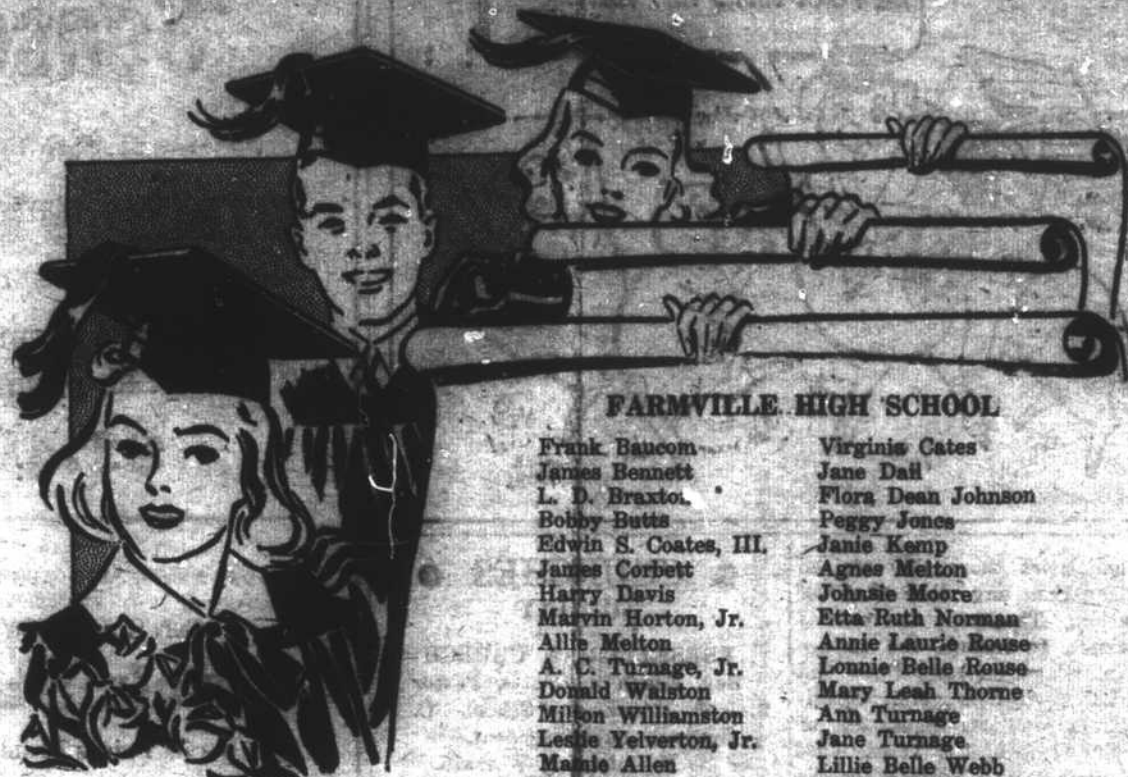 FARMVILLE HIGH SCHOOL
Frank Baucom
James Bennett
L. D. Braxton
Bobby Butts
Edwin S. Coates, III.
James Corbett
Harry Davis
Marvin Horton, Jr.
Allie Melton
A. C. Turnage, Jr.
Donald Walston
Milton Williamston
Leslie Yelverton, Jr.
Mamie Allen
Virginia Cates
Jane Dail
Flora Dean Johnson
Peggy Jones
Janie Kemp
Agnes Melton
Johnsie Moore
Etta Ruth Norman
Annie Laurie Rouse
Lonnie Belle Rouse
Mary Leah Thorne
Ann Turnage
Jane Turnage
Lillie Belle Webb